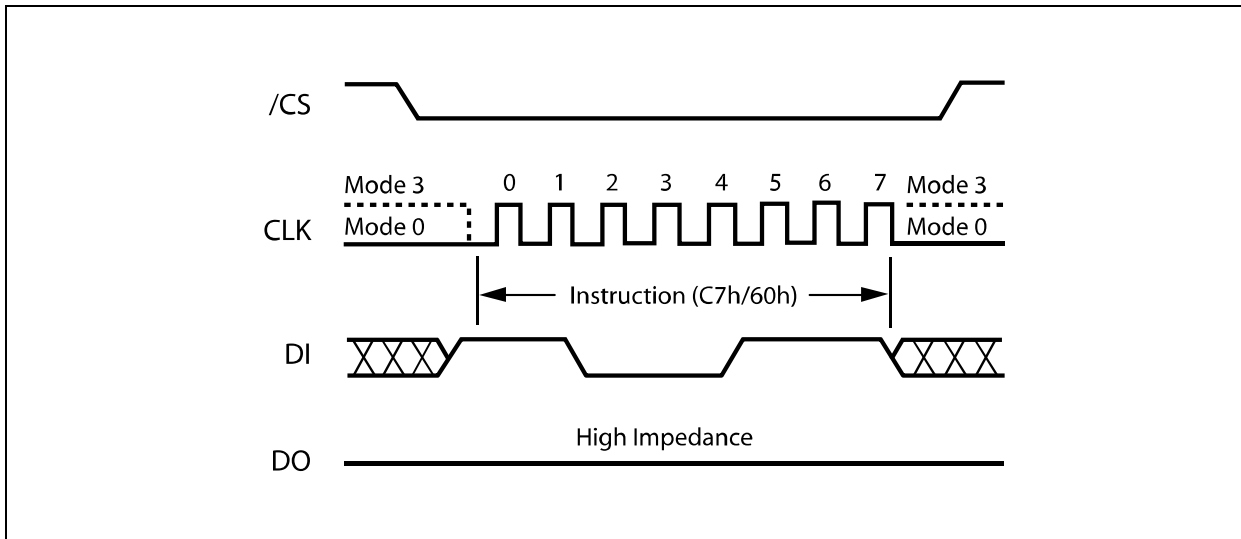 /CS
Mode 3 0 1 2 3 4 5 6 7 Mode 3
CLK Mode 0 Mode 0
Instruction (C7h/60h)
DI
High Impedance
DO